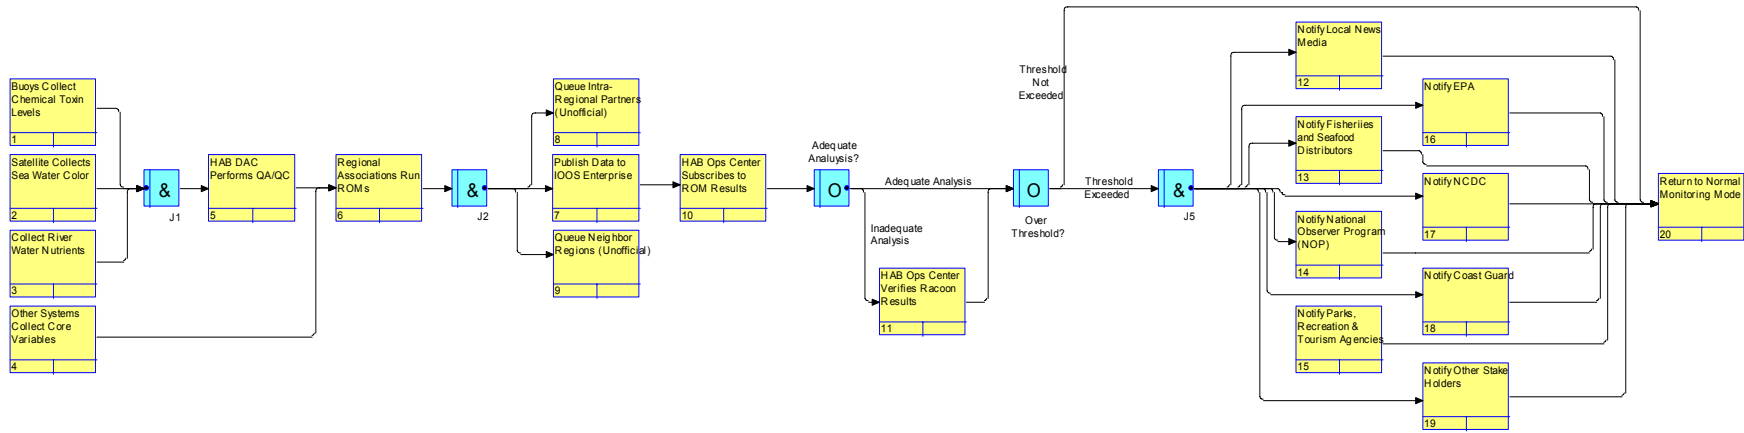 Buoys Collect
Chemical Toxin
Levels
1
Satellite Collects
Sea Water Color
2
Collect River
Water Nutrients
3
Other Systems
Collect Core
Variables
4
&
J1
HAB DAC
Performs QA/QC
5
Regional
Associations Run
ROMs
6
&
J2
Queue Intra-
Regional Partners
(Unofficial)
8
Publish Data to
IOOS Enterprise
7
Queue Neighbor
Regions (Unofficial)
9
HAB Ops Center
Subscribes to
ROM Results
10
Adequate
Analuysis?
O
Adequate Analysis
Inadequate
Analysis
HAB Ops Center
Verifies Racoon
Results
11
O
Over
Threshold?
Threshold
Not
Exceeded
Threshold
Exceeded
&
J5
Notify Local News
Media
12
Notify EPA
16
Notify Fisheriies
and Seafood
Distributors
13
Notify NCDC
17
Notify National
Observer Program
(NOP)
14
Notify Coast Guard
18
Notify Parks,
Recreation &
Tourism Agencies
15
Notify Other Stake
Holders
19
Return to Normal
Monitoring Mode
20